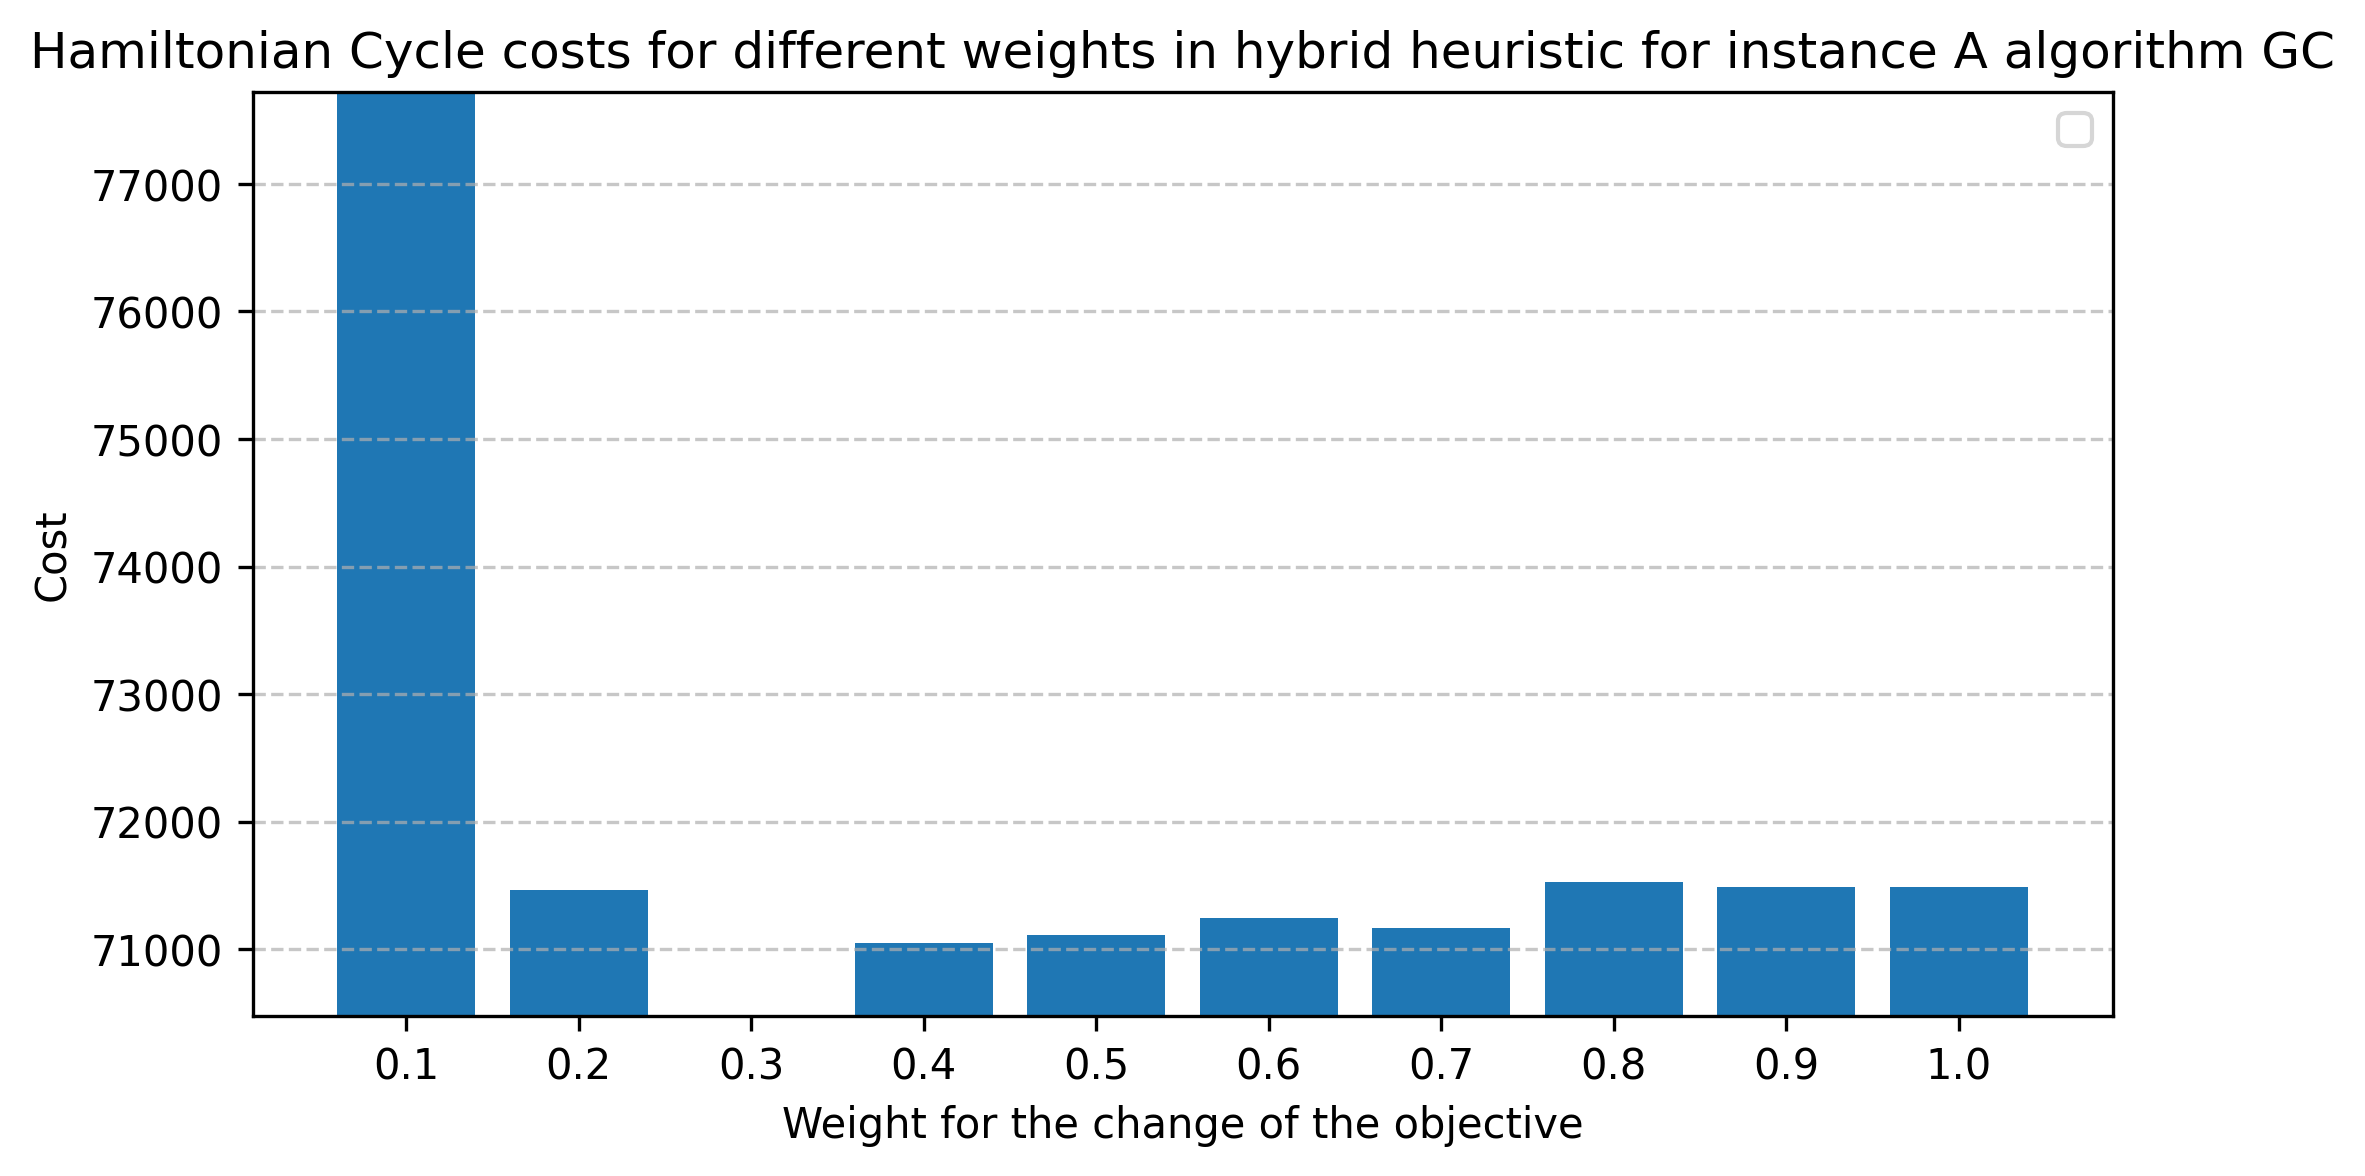 Hamiltonian Cycle costs for different weights in hybrid heuristic for instance A algorithm GC
77000
76000
75000
74000
73000
72000
71000
Cost
0.1 0.2 0.3 0.4 0.5 0.6 0.7 0.8 0.9 1.0
Weight for the change of the objective